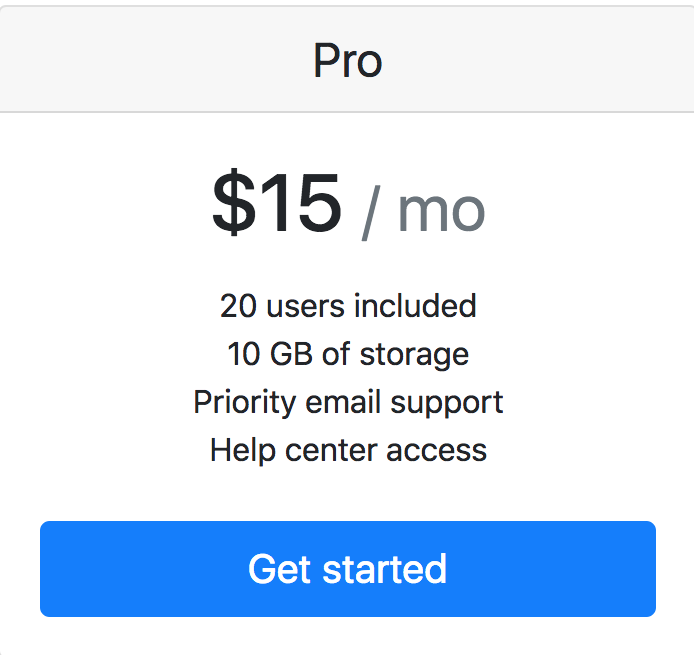 Pro
$15 / mo
20 users included
10 GB of storage
Priority email support
Help center access
Get started